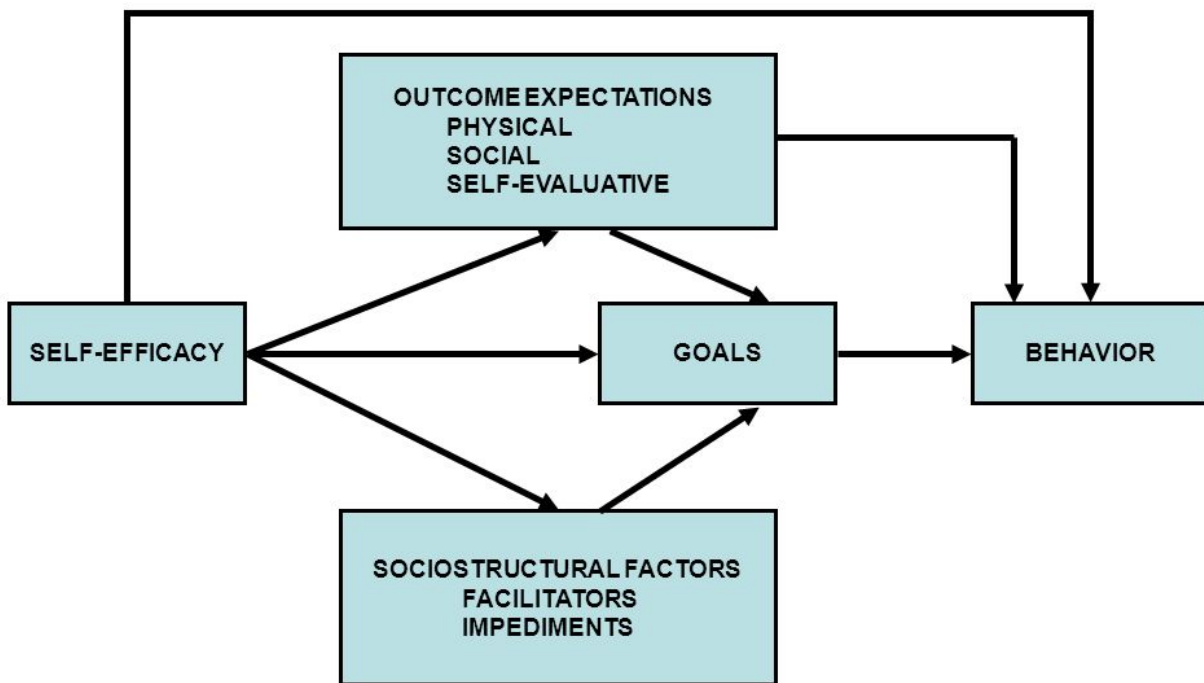 OUTCOME EXPECTATIONS
PHYSICAL
SOCIAL
SELF-EVALUATIVE
SELF-EFFICACY
GOALS
BEHAVIOR
SOCIOSTRUCTURAL FACTORS
FACILITATORS
IMPEDIMENTS